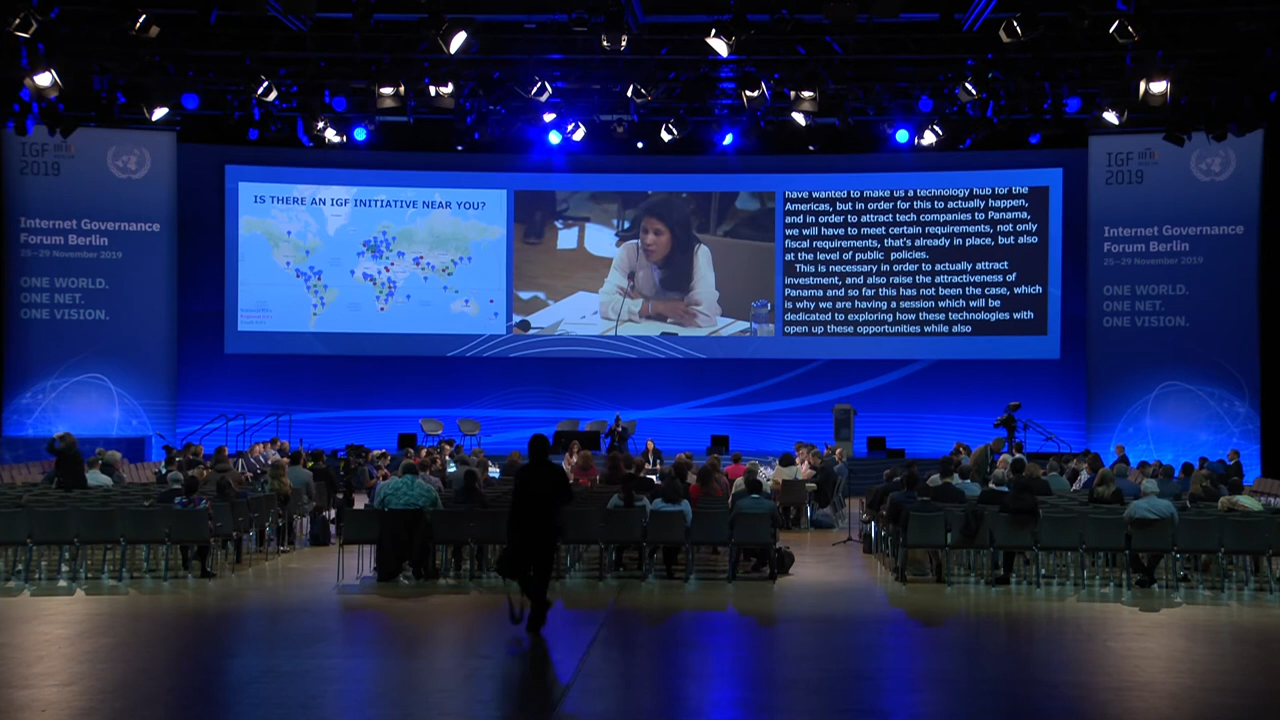 IGF
2019
Internet Governance
Forum Berlin
25–29 November 2019
ONE WORLD.
ONE NET.
ONE VISION.
IS THERE AN IGF INITIATIVE NEAR YOU?
have wanted to make us a technology hub for the
Americas, but in order for this to actually happen,
and in order to attract tech companies to Panama,
we will have to meet certain requirements, not only
fiscal requirements, that's already in place, but also
at the level of public policies.
This is necessary in order to actually attract
investment, and also raise the attractiveness of
Panama and so far this has not been the case, which
is why we are having a session which will be
dedicated to exploring how these technologies with
open up these opportunities while also
IGF
2019
Internet Governance
Forum Berlin
25–29 November 2019
ONE WORLD.
ONE NET.
ONE VISION.